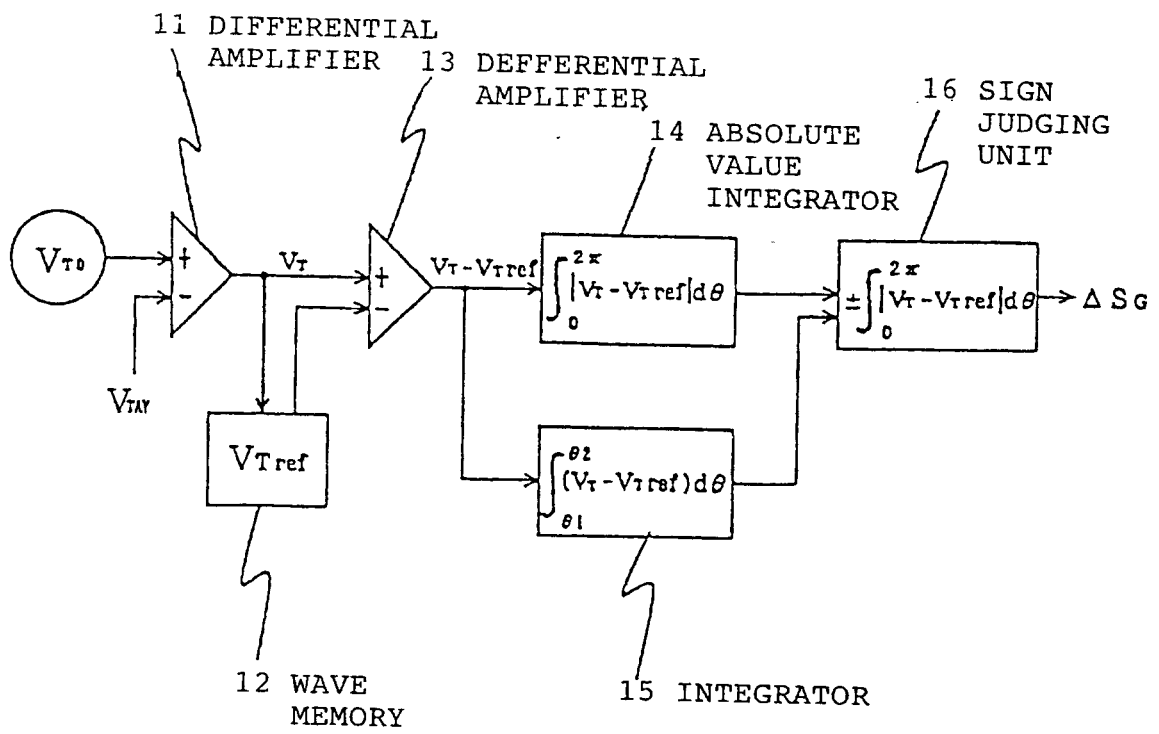 11 DIFFERENTIAL
AMPLIFIER
13 DEFFERENTIAL
AMPLIFIER
14 ABSOLUTE
VALUE
INTEGRATOR
16 SIGN
JUDGING
UNIT
VTO
+
-
VT
VTAY
VTref
+
-
VT-VTref
∫0 2π |VT-VTref|dθ
±∫0 2π |VT-VTref|dθ
ΔSG
∫θ1 θ2 (VT-VTref)dθ
12 WAVE
MEMORY
15 INTEGRATOR